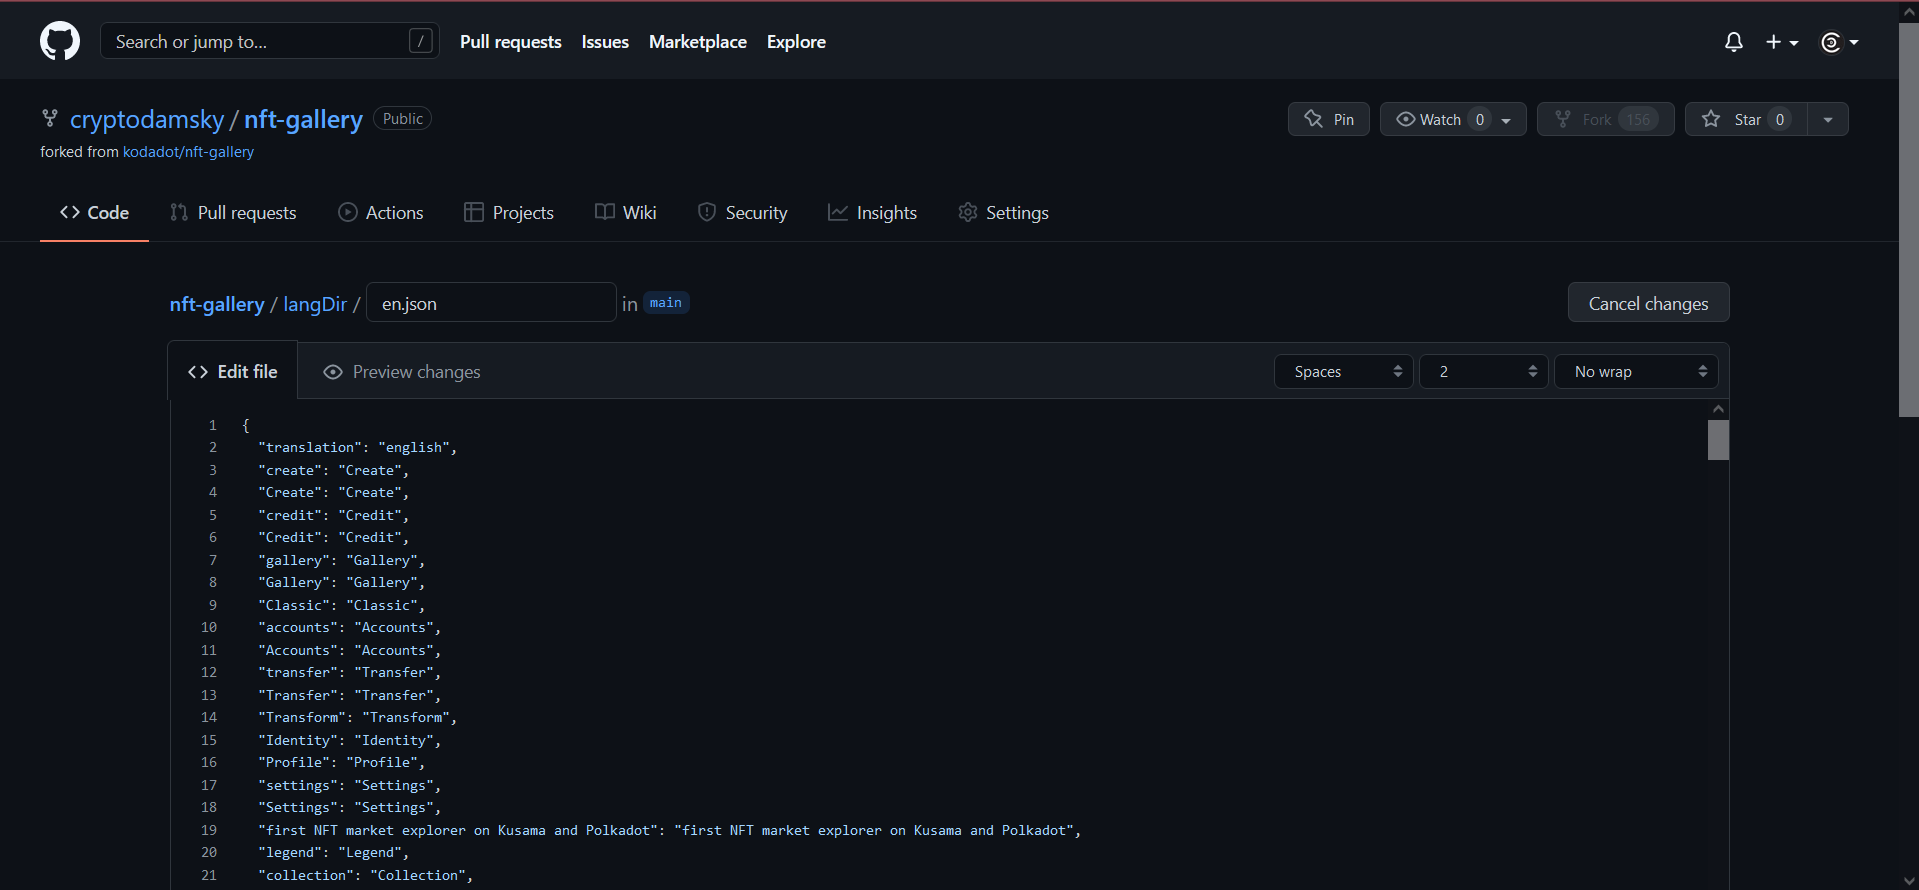 Search or jump to... /
Pull requests Issues Marketplace Explore
cryptodamsky / nft-gallery Public
Pin Watch 0 Fork 156 Star 0
forked from kodadot/nft-gallery
Code Pull requests Actions Projects Wiki Security Insights Settings
nft-gallery / langDir / en.json in main
Cancel changes
Edit file Preview changes Spaces 2 No wrap
1 {
2 "translation": "english",
3 "create": "Create",
4 "Create": "Create",
5 "credit": "Credit",
6 "Credit": "Credit",
7 "gallery": "Gallery",
8 "Gallery": "Gallery",
9 "Classic": "Classic",
10 "accounts": "Accounts",
11 "Accounts": "Accounts",
12 "transfer": "Transfer",
13 "Transfer": "Transfer",
14 "Transform": "Transform",
15 "Identity": "Identity",
16 "Profile": "Profile",
17 "settings": "Settings",
18 "Settings": "Settings",
19 "first NFT market explorer on Kusama and Polkadot": "first NFT market explorer on Kusama and Polkadot",
20 "legend": "Legend",
21 "collection": "Collection",